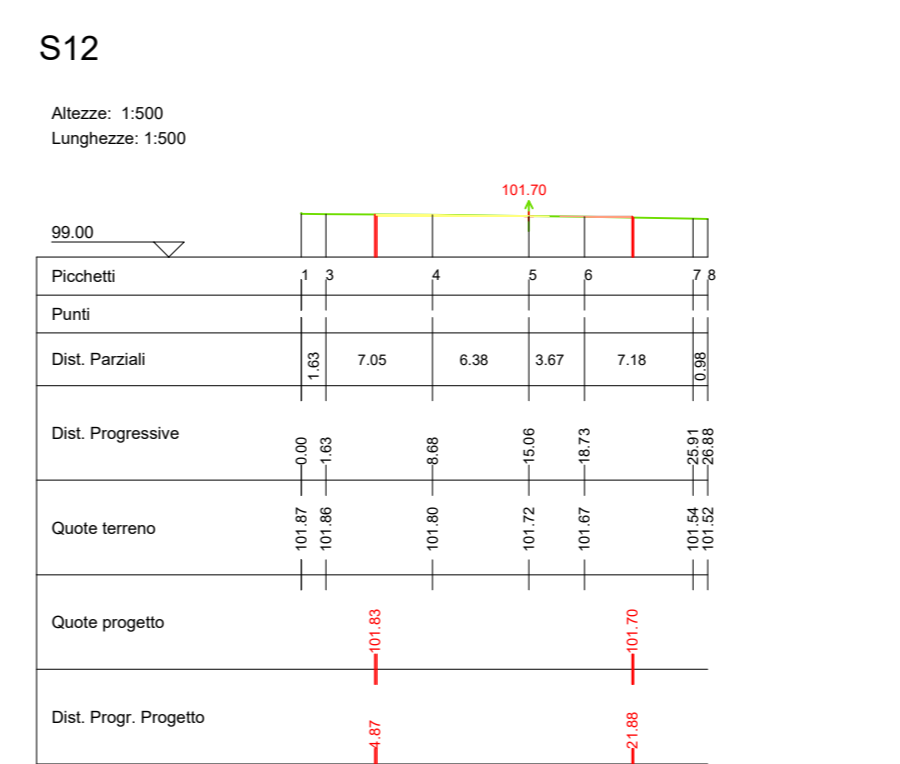 S12
Altezze: 1:500
Lunghezze: 1:500
101.70
99.00
Picchetti 1 3 4 5 6 7 8
Punti
Dist. Parziali 1.63 7.05 6.38 3.67 7.18 0.98
Dist. Progressive 0.00 1.63 8.68 15.06 18.73 25.91 26.88
Quote terreno 101.87 101.86 101.80 101.72 101.67 101.54 101.52
Quote progetto 101.83 101.70
Dist. Progr. Progetto 4.87 21.88